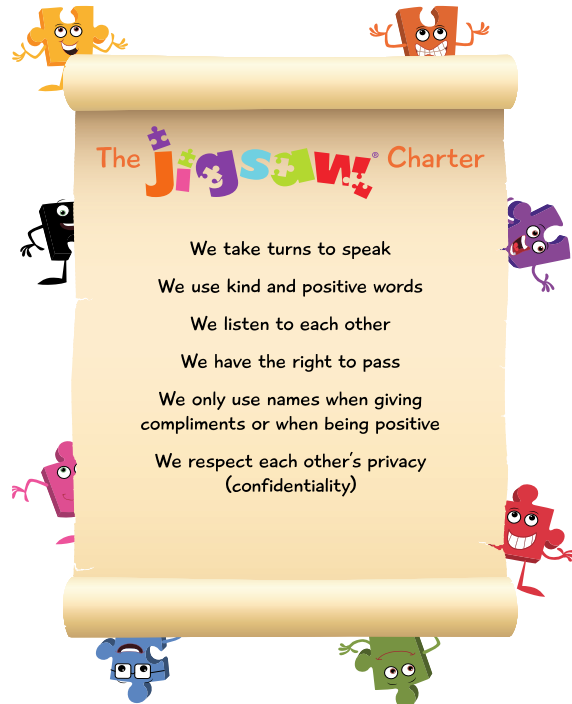 The jigsaw!® Charter
We take turns to speak
We use kind and positive words
We listen to each other
We have the right to pass
We only use names when giving
compliments or when being positive
We respect each other's privacy
(confidentiality)